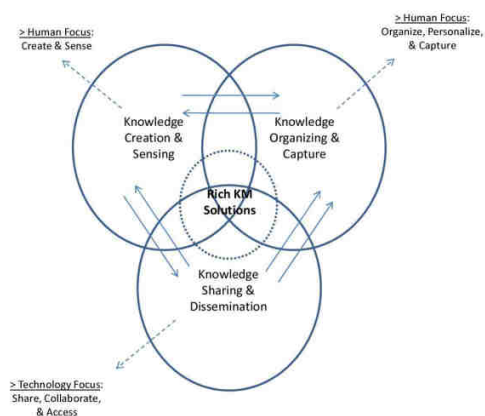 > Human Focus:
Create & Sense
> Human Focus:
Organize, Personalize,
& Capture
Knowledge
Creation &
Sensing
Knowledge
Organizing &
Capture
Rich KM
Solutions
Knowledge
Sharing &
Dissemination
> Technology Focus:
Share, Collaborate,
& Access